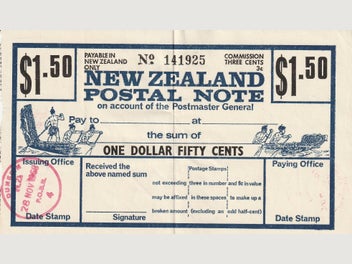 PAYABLE IN
NEW ZEALAND
ONLY
Nº 141925
COMMISSION
THREE CENTS
3c
$1.50
$1.50
NEW ZEALAND
POSTAL NOTE
on account of the Postmaster General
Pay to at
the sum of
ONE DOLLAR FIFTY CENTS
Issuing Office
Paying Office
Received the
above named sum
Postage Stamps
not exceeding three in number and fit in value
may be affixed in these spaces to make up a
broken amount (excluding an odd half-cent)
28 NOV
4
Date Stamp
Signature
Date Stamp